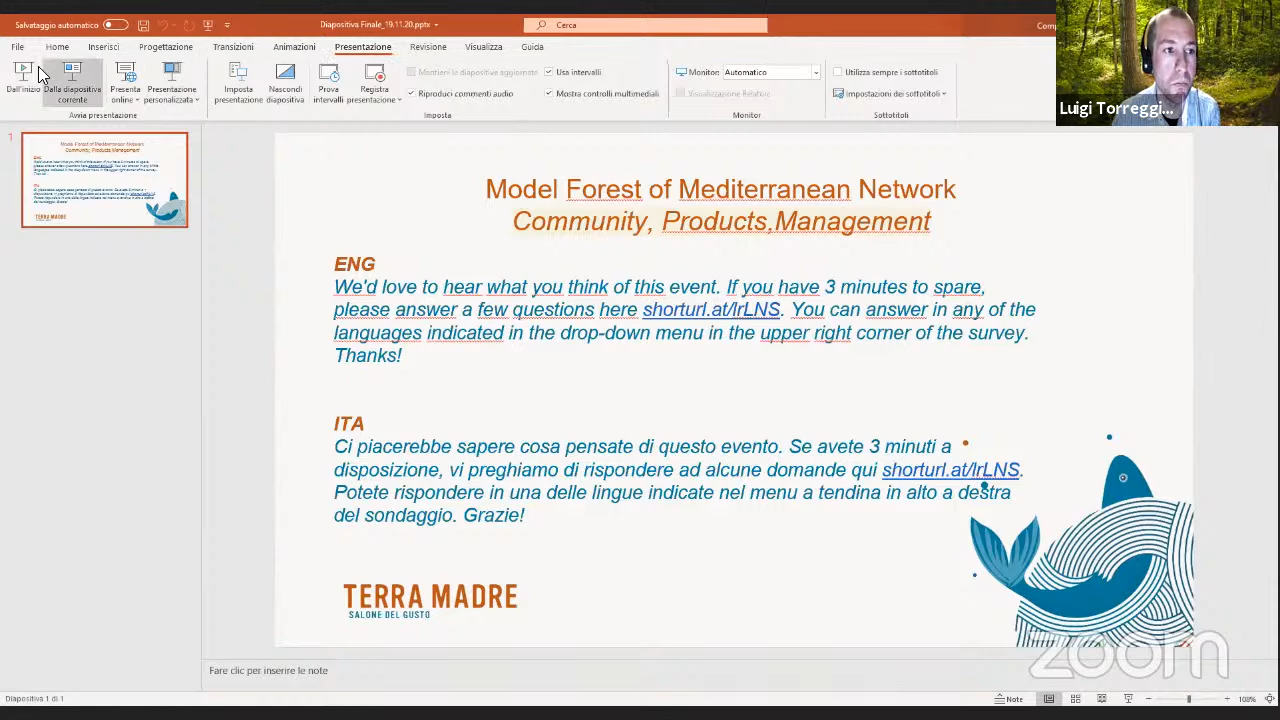 Salvataggio automatico
Diapositiva Finale_19.11.20.pptx
Cerca
File Home Inserisci Progettazione Transizioni Animazioni Presentazione Revisione Visualizza Guida
Dall'inizio
Dalla diapositiva corrente
Presenta online
Presentazione personalizzata
Imposta presentazione
Nascondi diapositiva
Prova intervalli
Registra presentazione
Mantieni le diapositive aggiornate
Riproduci commenti audio
Usa intervalli
Mostra controlli multimediali
Monitor: Automatico
Visualizzazione Relatore
Utilizza sempre i sottotitoli
Impostazioni dei sottotitoli
Avvia presentazione
Imposta
Monitor
Sottotitoli
Luigi Torreggi...
1
Model Forest of Mediterranean Network
Community, Products,Management
ENG
We'd love to hear what you think of this event. If you have 3 minutes to spare,
please answer a few questions here shorturl.at/lrLNS. You can answer in any of the
languages indicated in the drop-down menu in the upper right corner of the survey.
Thanks!
ITA
Ci piacerebbe sapere cosa pensate di questo evento. Se avete 3 minuti a
disposizione, vi preghiamo di rispondere ad alcune domande qui shorturl.at/lrLNS.
Potete rispondere in una delle lingue indicate nel menu a tendina in alto a destra
del sondaggio. Grazie!
TERRA MADRE
SALONE DEL GUSTO
zoom
Fare clic per inserire le note
Diapositiva 1 di 1
Note
108%